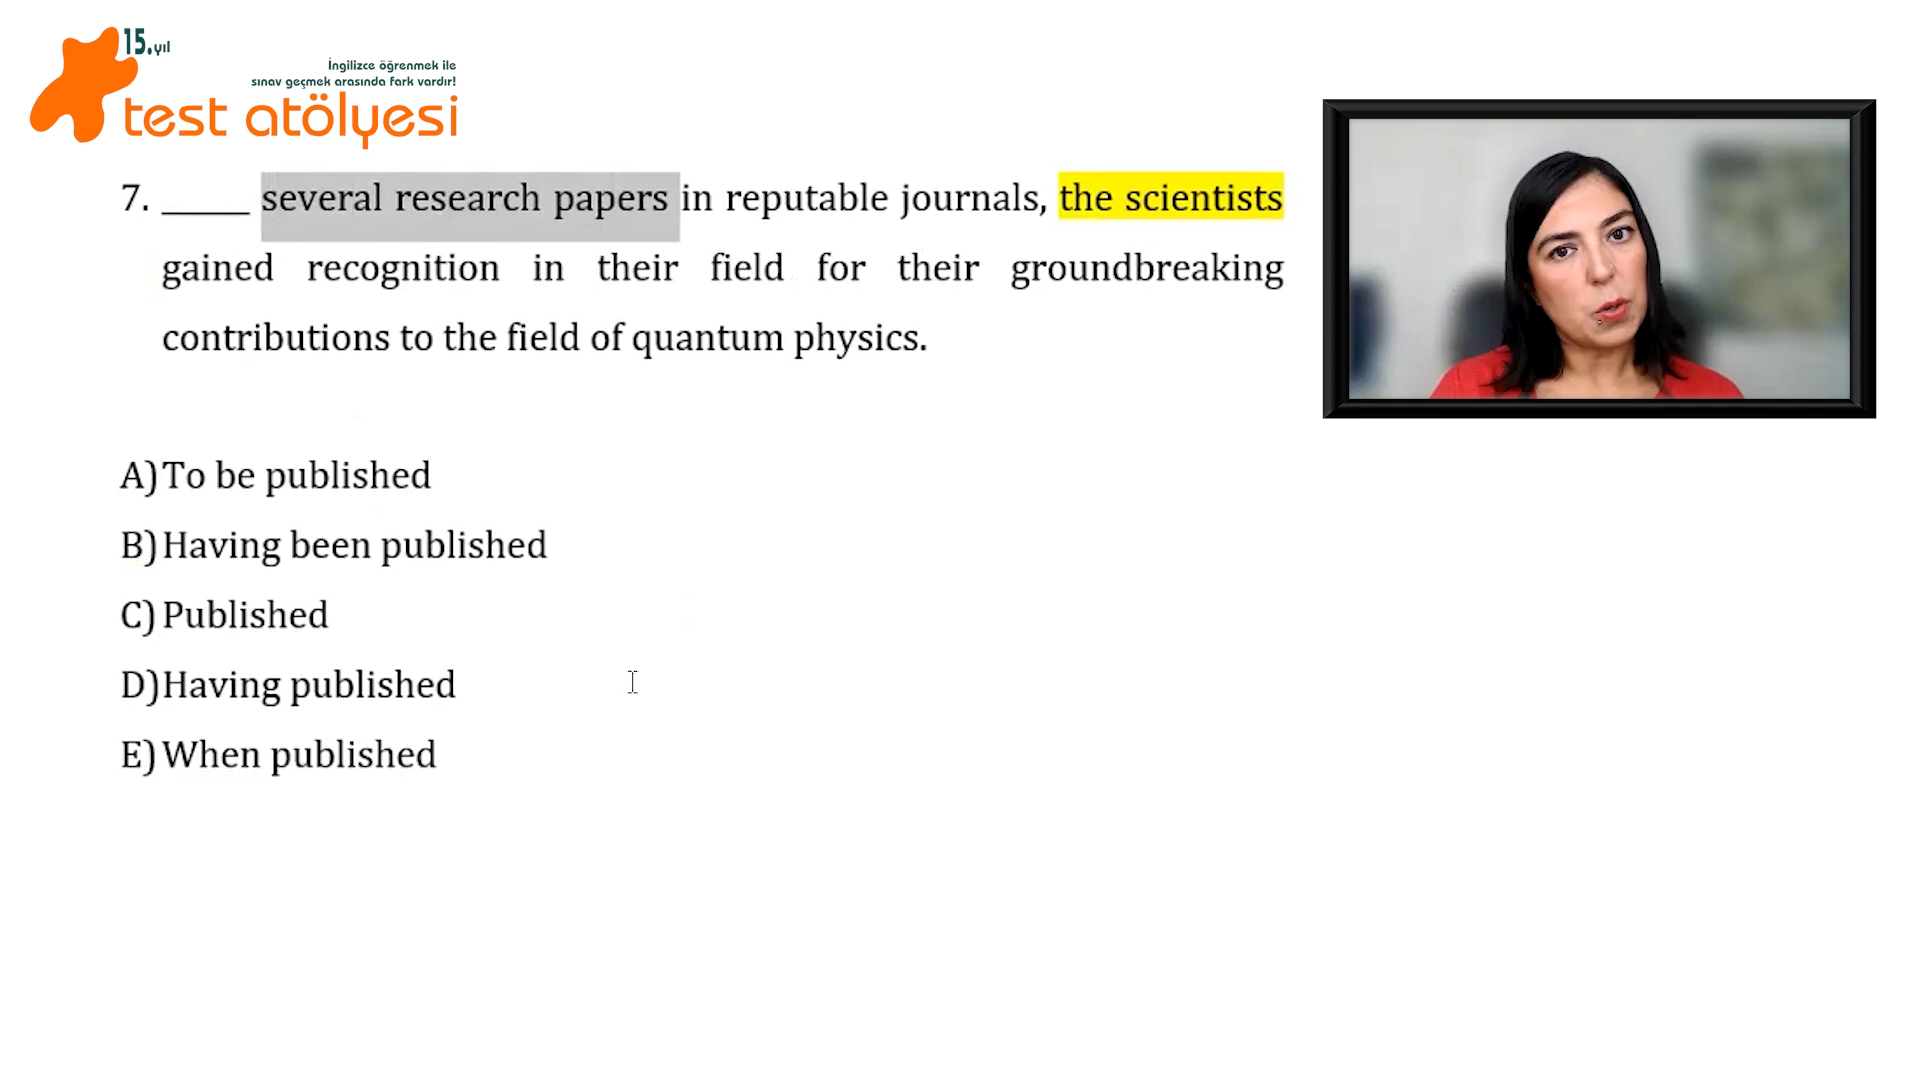 15.yıl
İngilizce öğrenmek ile
sınav geçmek arasında fark vardır!
test atölyesi
7. _____ several research papers in reputable journals, the scientists
gained recognition in their field for their groundbreaking
contributions to the field of quantum physics.
A) To be published
B) Having been published
C) Published
D) Having published
E) When published